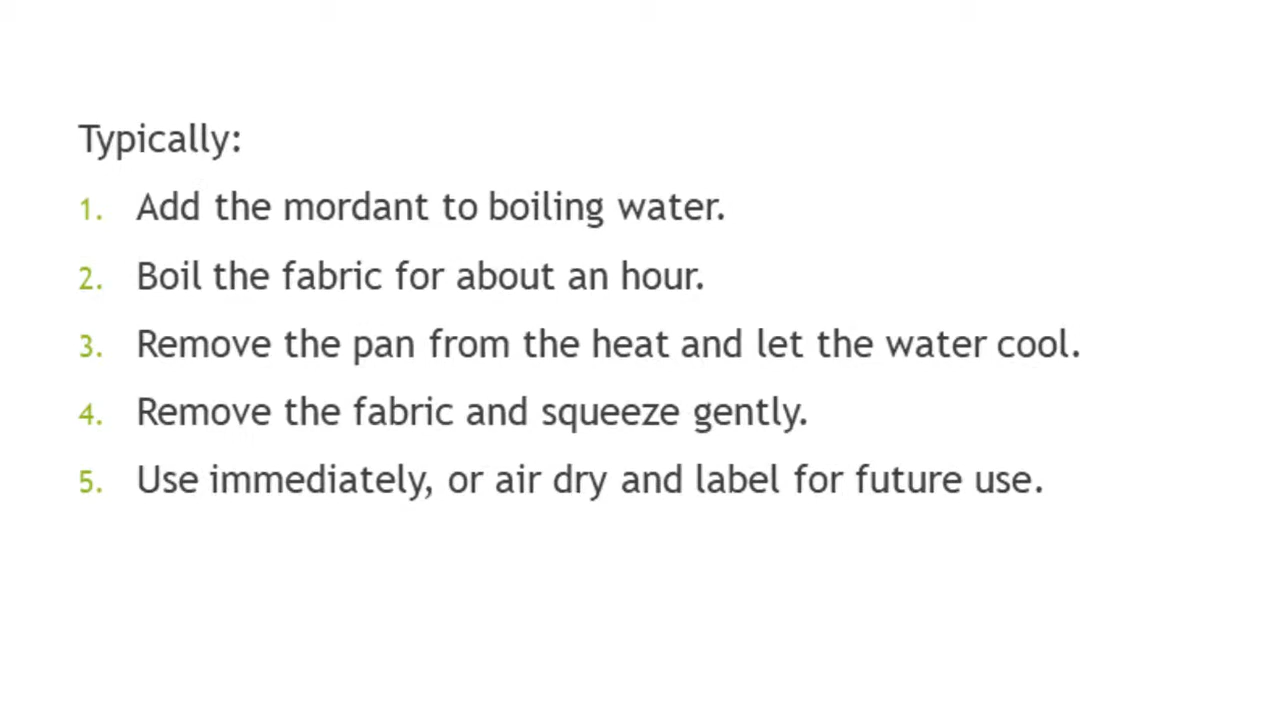 Typically:
1. Add the mordant to boiling water.
2. Boil the fabric for about an hour.
3. Remove the pan from the heat and let the water cool.
4. Remove the fabric and squeeze gently.
5. Use immediately, or air dry and label for future use.